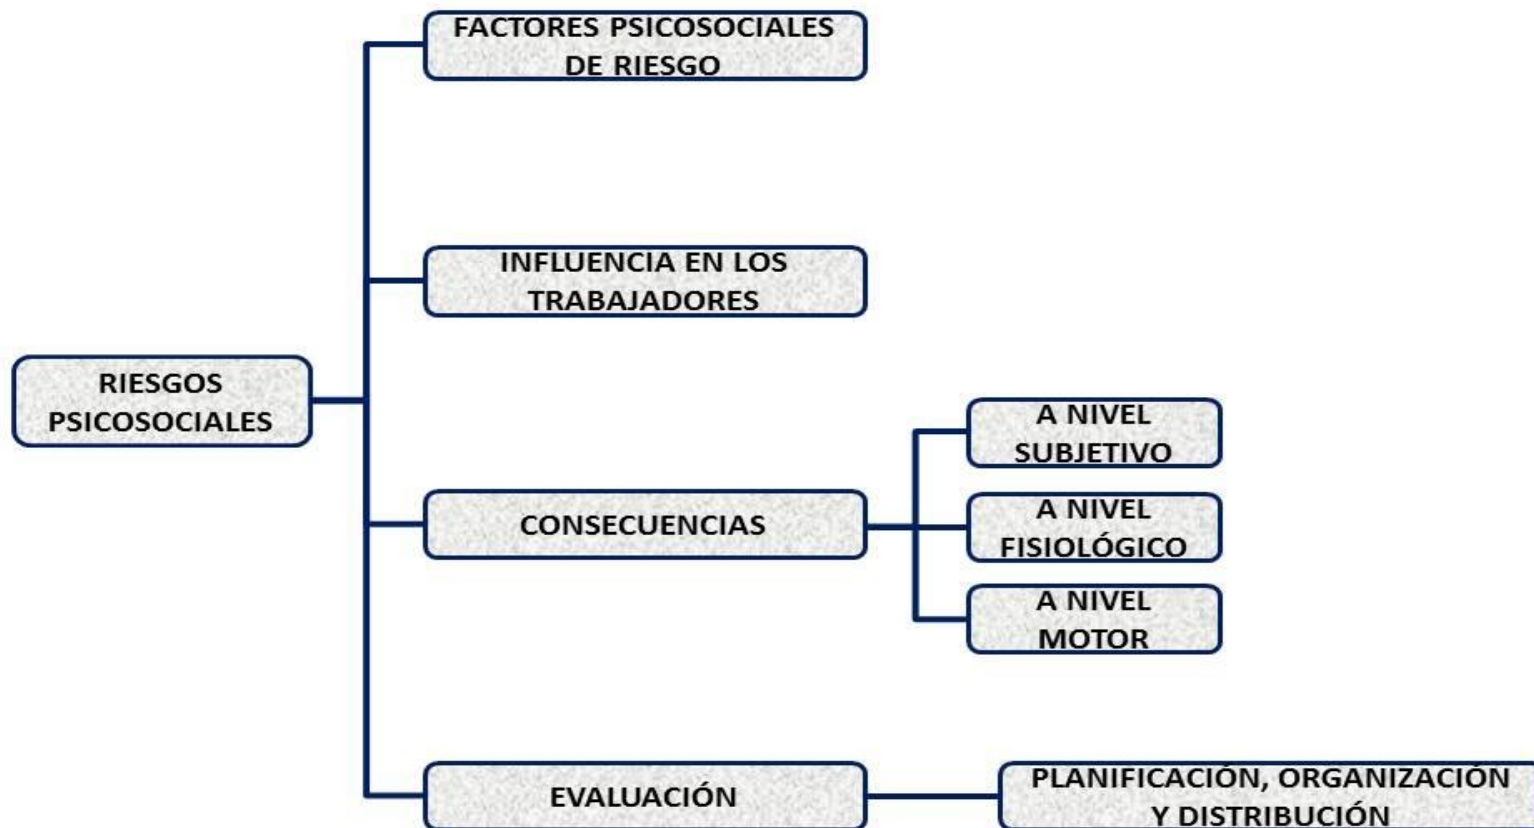 FACTORES PSICOSOCIALES
DE RIESGO
INFLUENCIA EN LOS
TRABAJADORES
RIESGOS
PSICOSOCIALES
CONSECUENCIAS
A NIVEL
SUBJETIVO
A NIVEL
FISIOLÓGICO
A NIVEL
MOTOR
EVALUACIÓN
PLANIFICACIÓN, ORGANIZACIÓN
Y DISTRIBUCIÓN